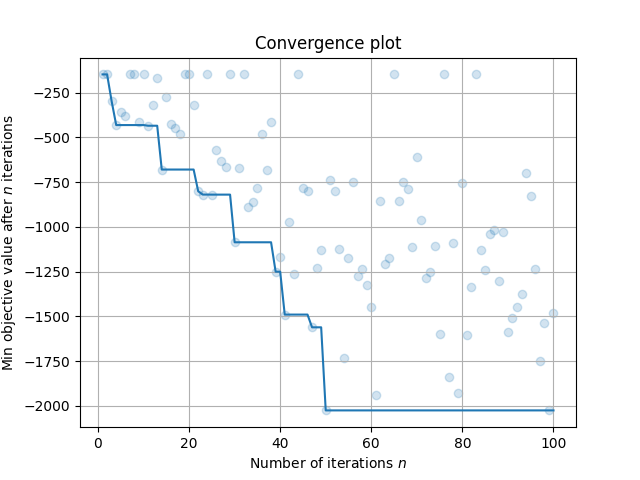 Convergence plot
Min objective value after n iterations
−250
−500
−750
−1000
−1250
−1500
−1750
−2000
0 20 40 60 80 100
Number of iterations n